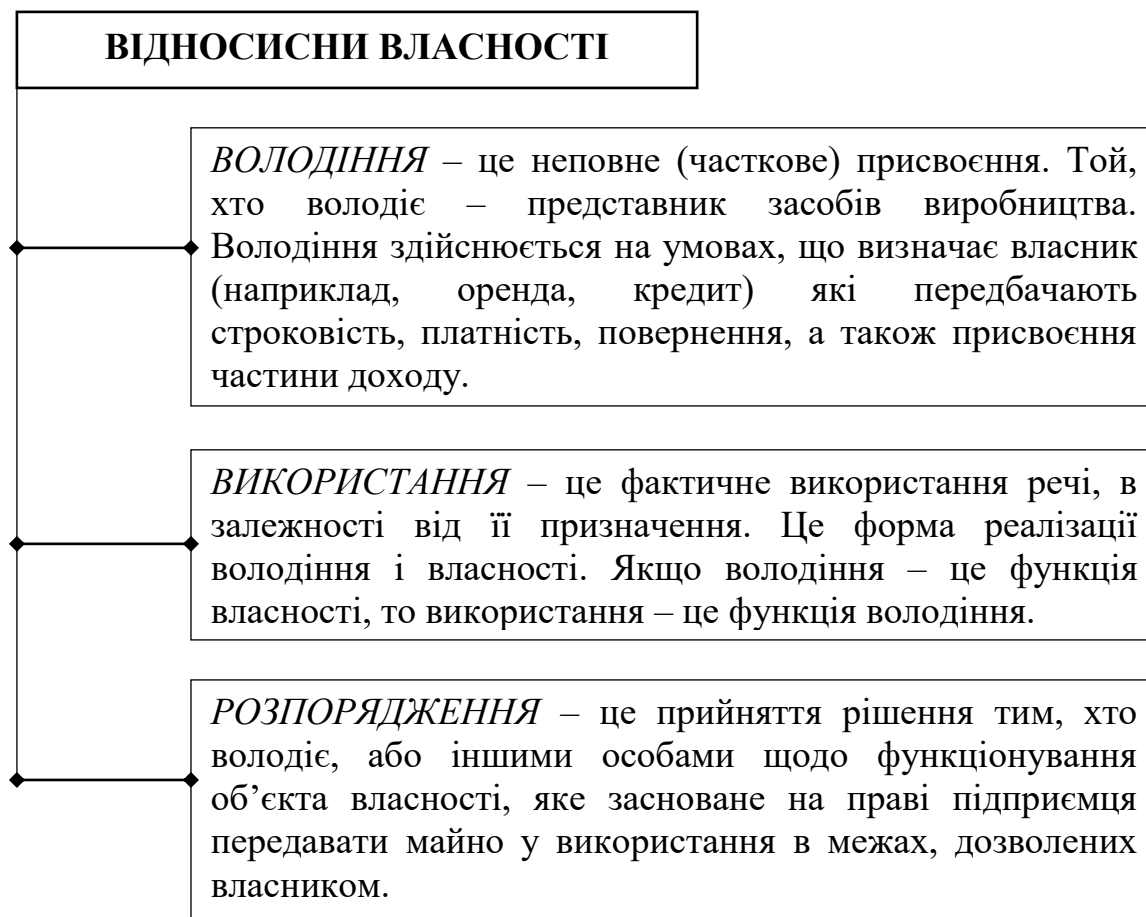 ВІДНОСИСНИ ВЛАСНОСТІ
ВОЛОДІННЯ – це неповне (часткове) присвоєння. Той,
хто володіє – представник засобів виробництва.
Володіння здійснюється на умовах, що визначає власник
(наприклад, оренда, кредит) які передбачають
строковість, платність, повернення, а також присвоєння
частини доходу.
ВИКОРИСТАННЯ – це фактичне використання речі, в
залежності від її призначення. Це форма реалізації
володіння і власності. Якщо володіння – це функція
власності, то використання – це функція володіння.
РОЗПОРЯДЖЕННЯ – це прийняття рішення тим, хто
володіє, або іншими особами щодо функціонування
об’єкта власності, яке засноване на праві підприємця
передавати майно у використання в межах, дозволених
власником.